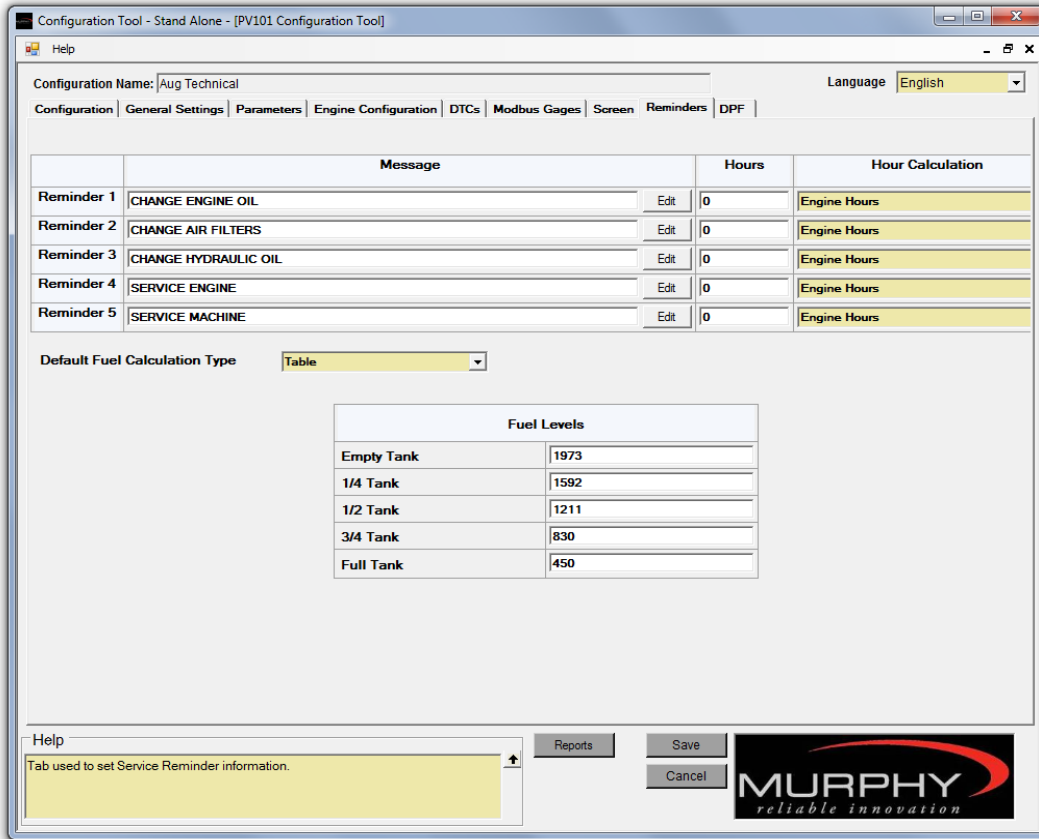 Configuration Tool - Stand Alone - [PV101 Configuration Tool]
Help
Configuration Name: Aug Technical Language English
Configuration General Settings Parameters Engine Configuration DTCs Modbus Gages Screen Reminders DPF
Message Hours Hour Calculation
Reminder 1 CHANGE ENGINE OIL Edit 0 Engine Hours
Reminder 2 CHANGE AIR FILTERS Edit 0 Engine Hours
Reminder 3 CHANGE HYDRAULIC OIL Edit 0 Engine Hours
Reminder 4 SERVICE ENGINE Edit 0 Engine Hours
Reminder 5 SERVICE MACHINE Edit 0 Engine Hours
Default Fuel Calculation Type Table
Fuel Levels
Empty Tank 1973
1/4 Tank 1592
1/2 Tank 1211
3/4 Tank 830
Full Tank 450
Help
Tab used to set Service Reminder information.
Reports Save
Cancel
MURPHY
reliable innovation